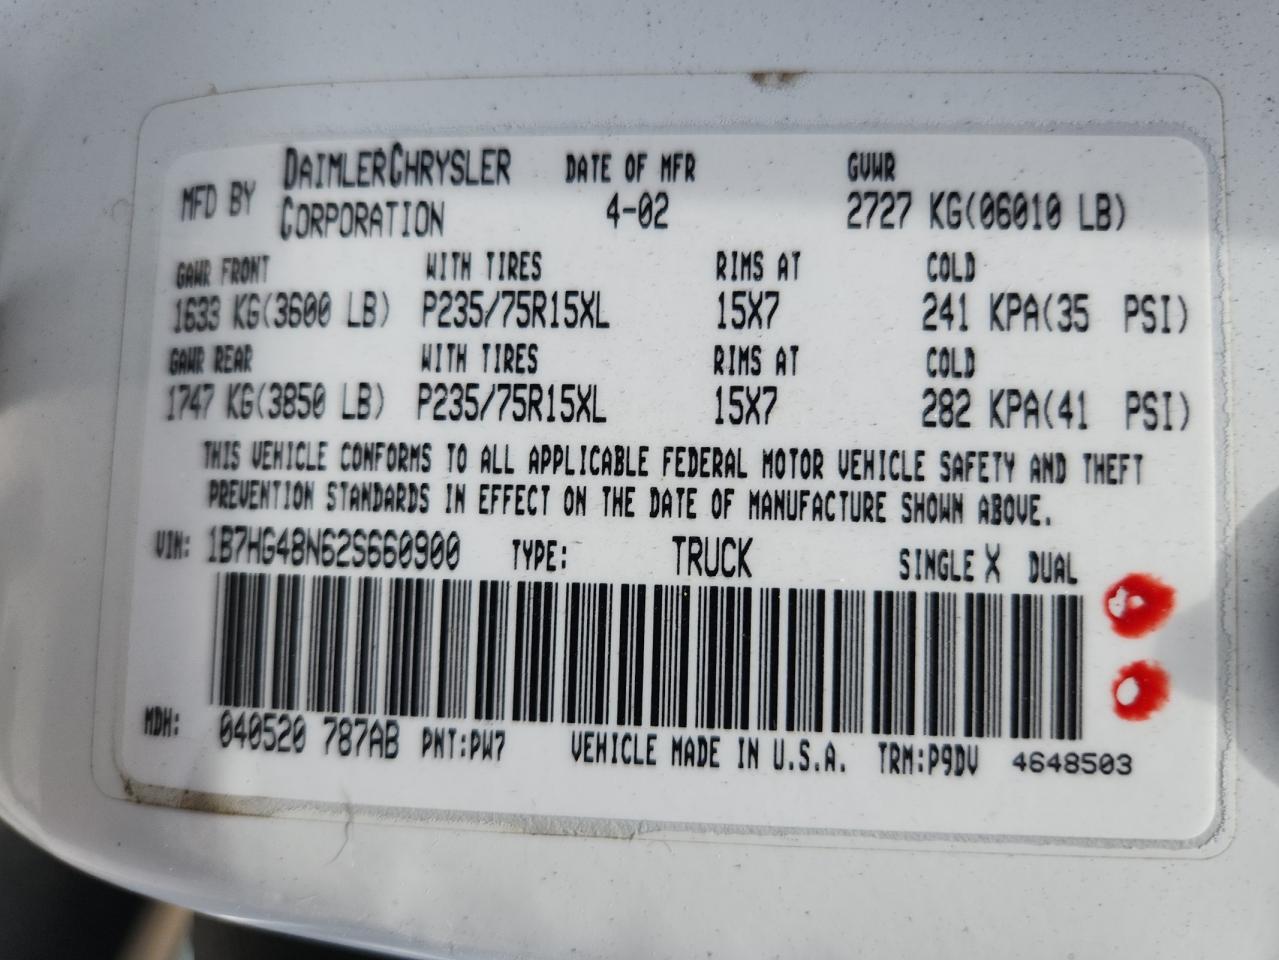 MFD BY DAIMLERCHRYSLER CORPORATION DATE OF MFR 4-02 GVWR 2727 KG(06010 LB)
GAWR FRONT WITH TIRES RIMS AT COLD
1633 KG(3600 LB) P235/75R15XL 15X7 241 KPA(35 PSI)
GAWR REAR WITH TIRES RIMS AT COLD
1747 KG(3850 LB) P235/75R15XL 15X7 282 KPA(41 PSI)
THIS VEHICLE CONFORMS TO ALL APPLICABLE FEDERAL MOTOR VEHICLE SAFETY AND THEFT
PREVENTION STANDARDS IN EFFECT ON THE DATE OF MANUFACTURE SHOWN ABOVE.
VIN: 1B7HG48N62S660900 TYPE: TRUCK SINGLE X DUAL
MDH: 040520 787AB PNT:PW7 VEHICLE MADE IN U.S.A. TRM:P9DV 4648503